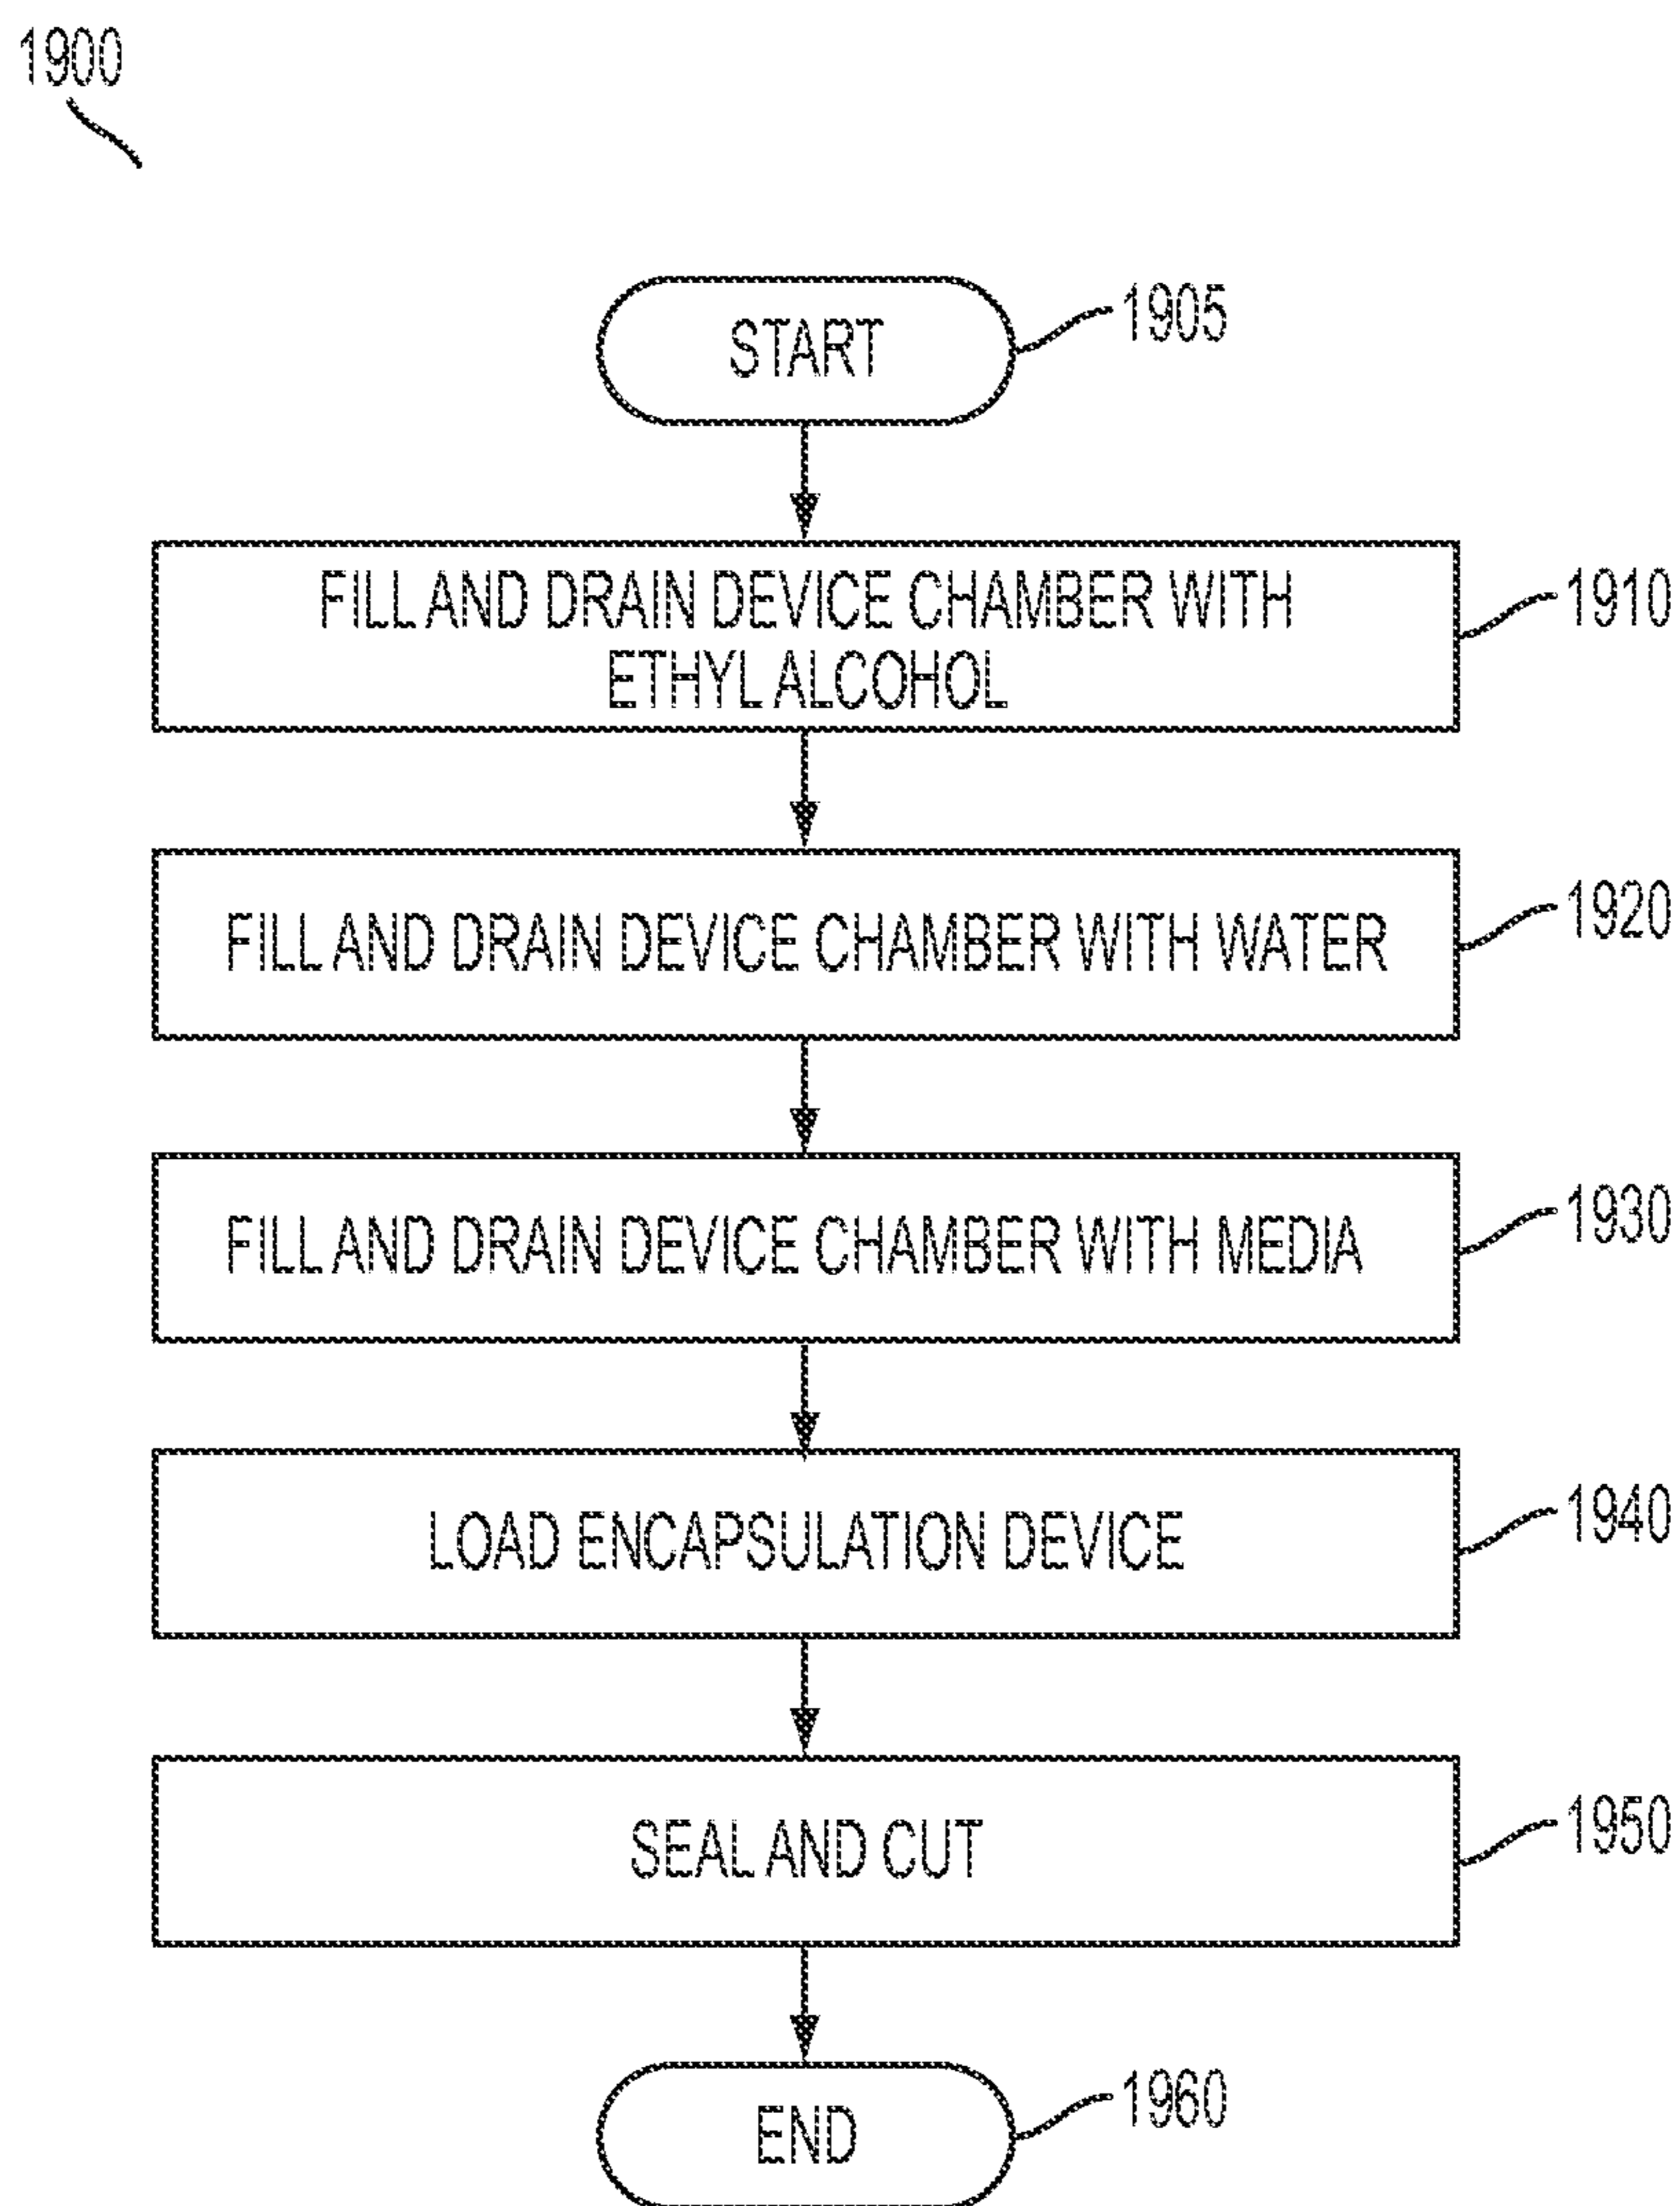 1900
START
1905
FILL AND DRAIN DEVICE CHAMBER WITH
ETHYL ALCOHOL
1910
FILL AND DRAIN DEVICE CHAMBER WITH WATER
1920
FILL AND DRAIN DEVICE CHAMBER WITH MEDIA
1930
LOAD ENCAPSULATION DEVICE
1940
SEAL AND CUT
1950
END
1960